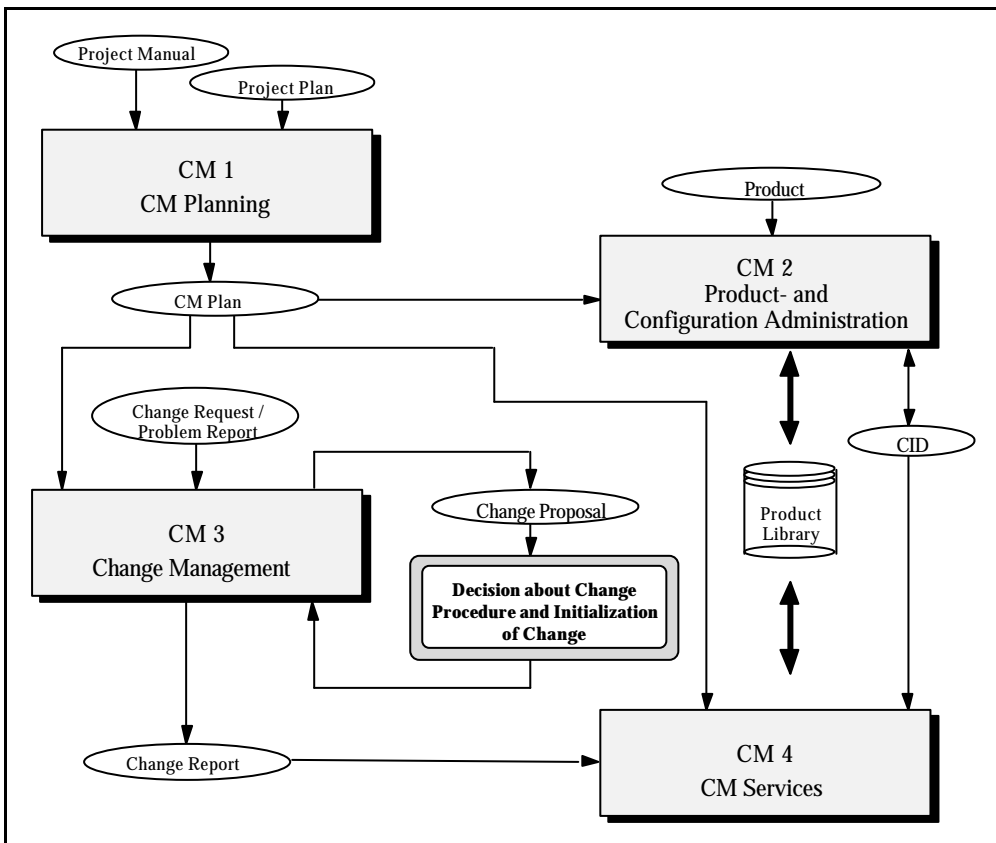 Project Manual
Project Plan
CM 1
CM Planning
Product
CM 2
Product- and
Configuration Administration
CM Plan
Change Request /
Problem Report
CID
Change Proposal
Product
Library
CM 3
Change Management
Decision about Change
Procedure and Initialization
of Change
CM 4
CM Services
Change Report